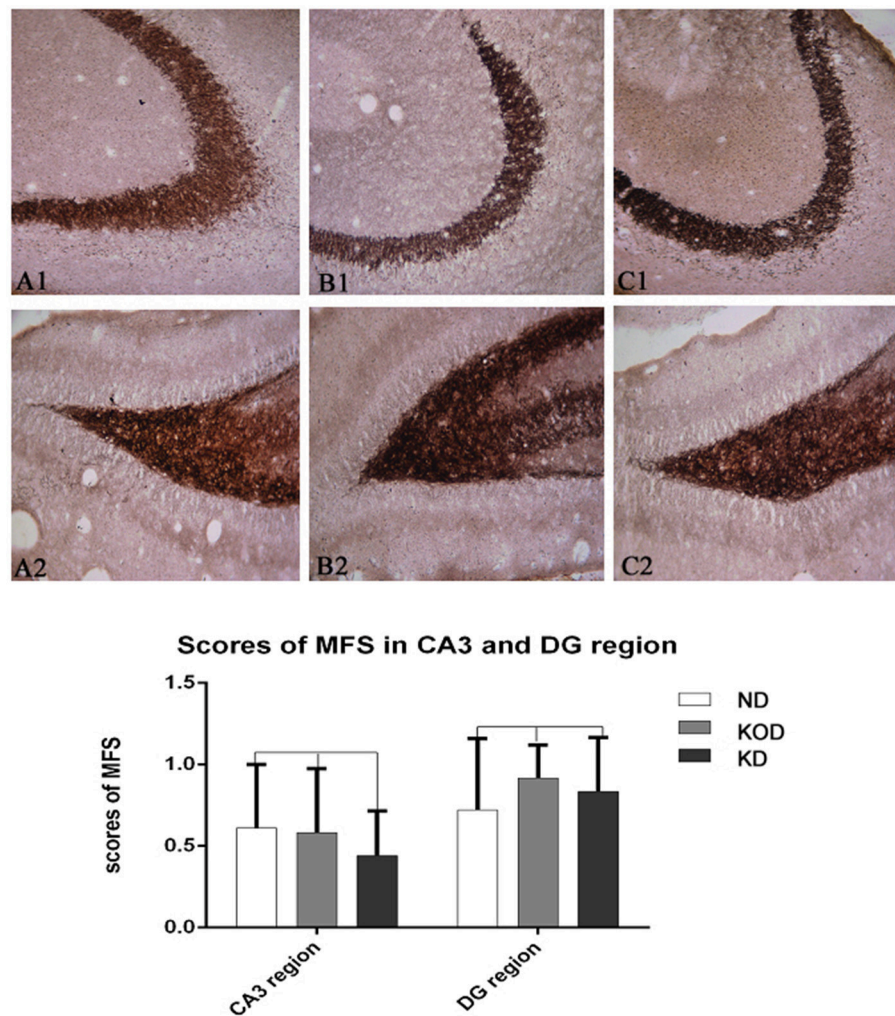 A1
B1
C1
A2
B2
C2
Scores of MFS in CA3 and DG region
scores of MFS
1.5
1.0
0.5
0.0
CA3 region
DG region
ND
KOD
KD